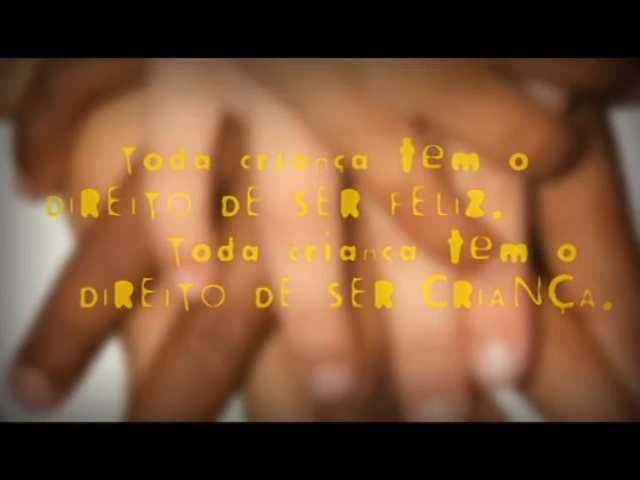 Toda criança tem o
DIREITO DE SER FELIZ.
Toda criança tem o
DIREITO DE SER CRIANÇA.